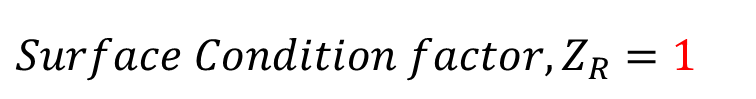 Surface Condition factor, Z_R = 1